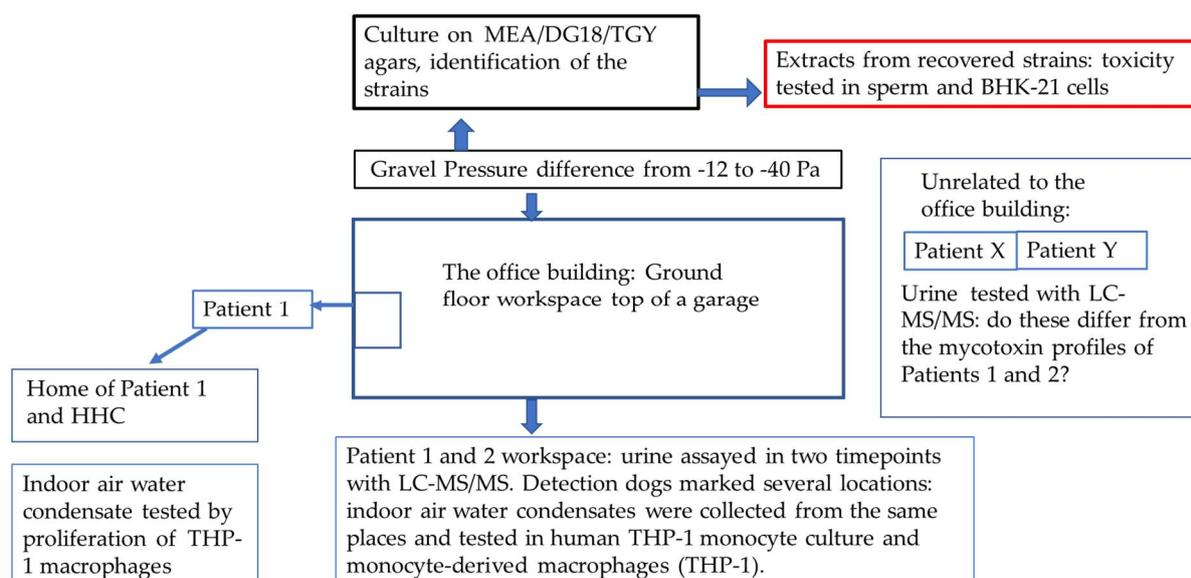 Culture on MEA/DG18/TGY
agars, identification of the
strains
Extracts from recovered strains: toxicity
tested in sperm and BHK-21 cells
Gravel Pressure difference from -12 to -40 Pa
Unrelated to the
office building:
Patient X
Patient Y
Urine tested with LC-
MS/MS: do these differ from
the mycotoxin profiles of
Patients 1 and 2?
The office building: Ground
floor workspace top of a garage
Patient 1
Home of Patient 1
and HHC
Indoor air water
condensate tested by
proliferation of THP-
1 macrophages
Patient 1 and 2 workspace: urine assayed in two timepoints
with LC-MS/MS. Detection dogs marked several locations:
indoor air water condensates were collected from the same
places and tested in human THP-1 monocyte culture and
monocyte-derived macrophages (THP-1).